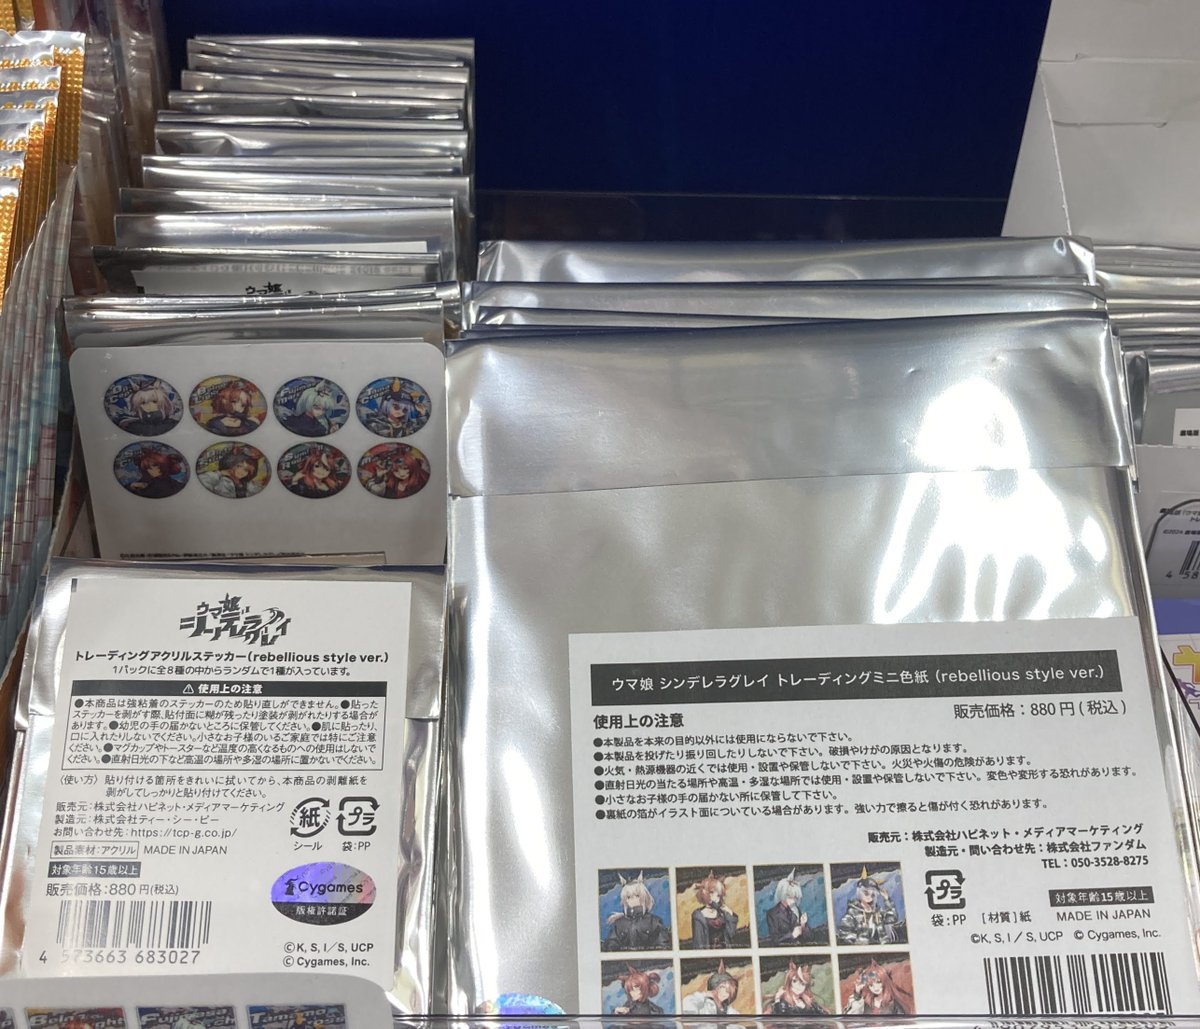 ウマ娘
シンデレラグレイ
トレーディングアクリルステッカー(rebellious style ver.)
1パックに全8種の中からランダムで1種が入っています。
⚠ 使用上の注意
●本商品は強粘着のステッカーのため貼り直しができません。●貼った
ステッカーを剥がす際、貼付面に糊が残ったり塗装が剥がれたりする場合が
あります。●幼児の手の届かないところに保管してください。●肌に貼ったり、
口に入れたりしないでください。小さなお子様のいるご家庭では特にご注意
ください。●マグカップやトースターなど温度の高くなるものへの使用はしないで
ください。●直射日光の下など高温の場所や多湿の場所に置かないでください。
〈使い方〉 貼り付ける箇所をきれいに拭いてから、本商品の剥離紙を
剥がしてしっかりと貼り付けてください。
販売元:株式会社ハピネット・メディアマーケティング
製造元:株式会社ティー・シー・ピー
お問い合わせ先:https://tcp-g.co.jp/
紙
シール
プラ
袋:PP
製品素材:アクリル MADE IN JAPAN
対象年齢15歳以上
販売価格:880円(税込)
Cygames
版権許諾証
4 573663 683027
©K, S, I/S, UCP
© Cygames, Inc.
ウマ娘 シンデレラグレイ トレーディングミニ色紙 (rebellious style ver.)
販売価格:880円(税込)
使用上の注意
●本製品を本来の目的以外には使用にならないで下さい。
●本製品を投げたり振り回したりしないで下さい。破損やけがの原因となります。
●火気・熱源機器の近くでは使用・設置や保管しないで下さい。火災や火傷の危険があります。
●直射日光の当たる場所や高温・多湿な場所では使用・設置や保管しないで下さい。変色や変形する恐れがあります。
●小さなお子様の手の届かない所に保管して下さい。
●裏紙の箔がイラスト面についている場合があります。強い力で擦ると傷が付く恐れがあります。
販売元:株式会社ハピネット・メディアマーケティング
製造元・問い合わせ先:株式会社ファンダム
TEL:050-3528-8275
プラ
袋:PP
[材質]紙
対象年齢15歳以上
MADE IN JAPAN
©K, S, I/S, UCP © Cygames, Inc.